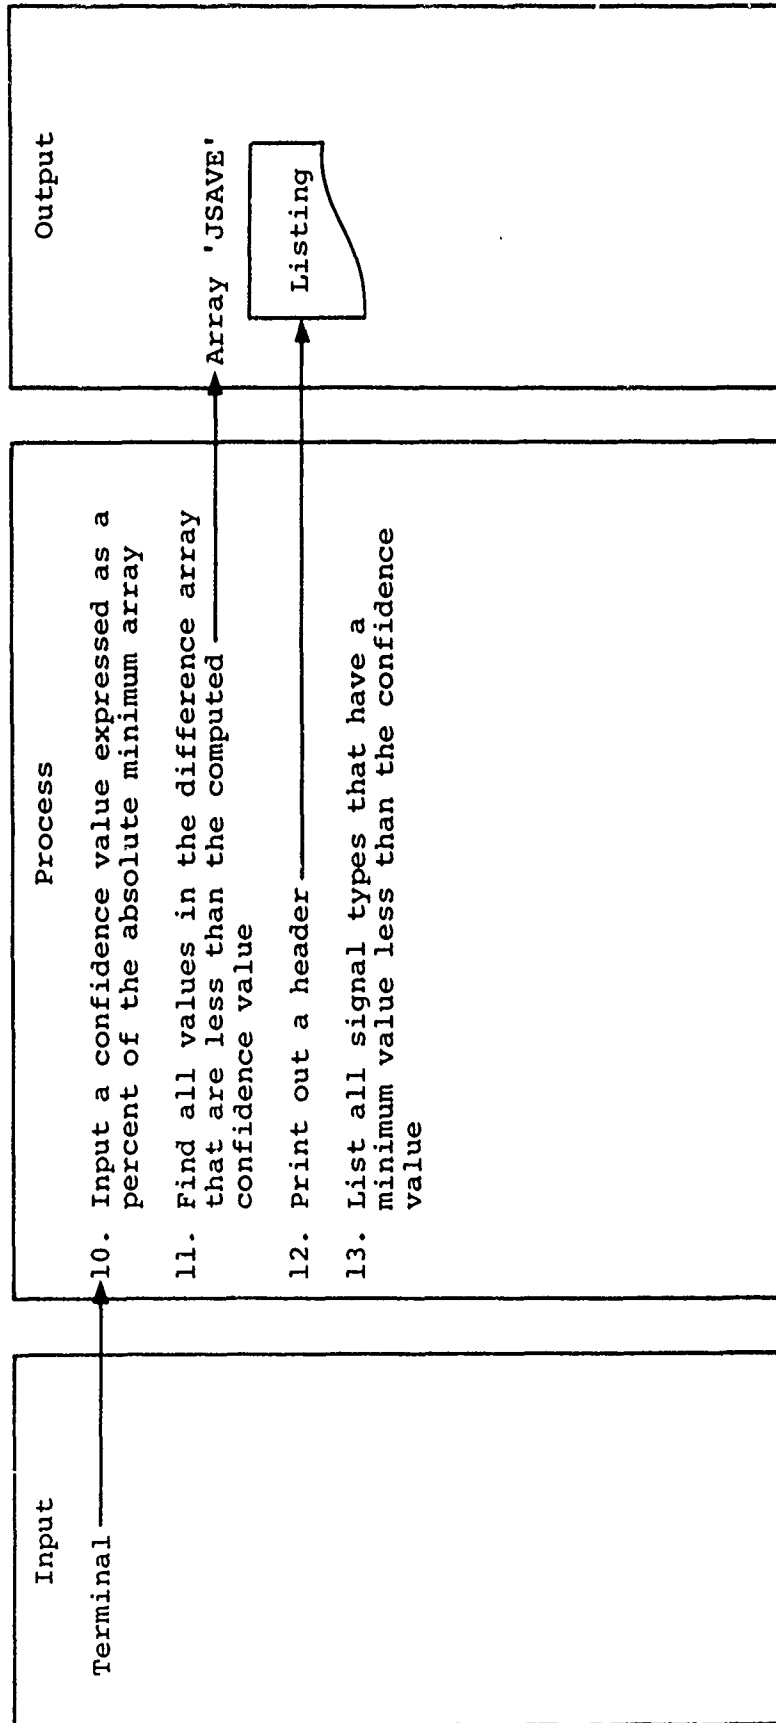 Input
Terminal
Process
10. Input a confidence value expressed as a
percent of the absolute minimum array
11. Find all values in the difference array
that are less than the computed
confidence value
12. Print out a header
13. List all signal types that have a
minimum value less than the confidence
value
Output
Array 'JSAVE'
Listing